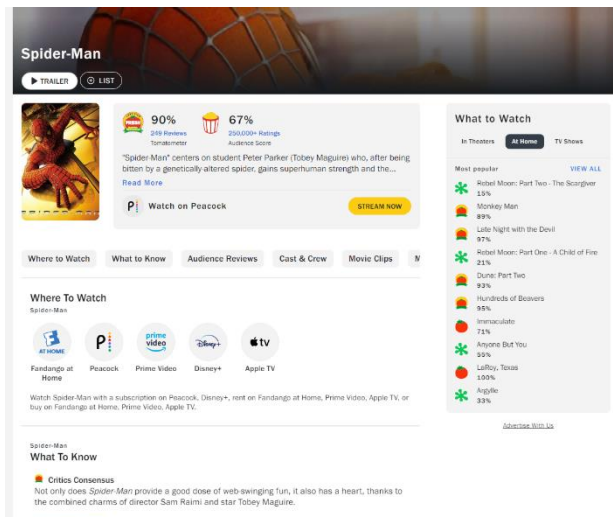 Spider-Man
TRAILER
LIST
90%
249 Reviews
Tomatometer
67%
250,000+ Ratings
Audience Score
"Spider-Man" centers on student Peter Parker (Tobey Maguire) who, after being
bitten by a genetically-altered spider, gains superhuman strength and the...
Read More
Watch on Peacock
STREAM NOW
Where to Watch
What to Know
Audience Reviews
Cast & Crew
Movie Clips
M
Where To Watch
Spider-Man
AT HOME
P
prime
video
Disney+
tv
Fandango at
Home
Peacock
Prime Video
Disney+
Apple TV
Watch Spider-Man with a subscription on Peacock, Disney+, rent on Fandango at Home, Prime Video, Apple TV, or
buy on Fandango at Home, Prime Video, Apple TV.
Spider-Man
What To Know
Critics Consensus
Not only does Spider-Man provide a good dose of web-swinging fun, it also has a heart, thanks to
the combined charms of director Sam Raimi and star Tobey Maguire.
What to Watch
In Theaters
At Home
TV Shows
Most popular
VIEW ALL
Rebel Moon: Part Two - The Scargiver
15%
Monkey Man
89%
Late Night with the Devil
97%
Rebel Moon: Part One - A Child of Fire
21%
Dune: Part Two
93%
Hundreds of Beavers
95%
Immaculate
71%
Anyone But You
55%
LaRoy, Texas
100%
Argylle
33%
Advertise With Us